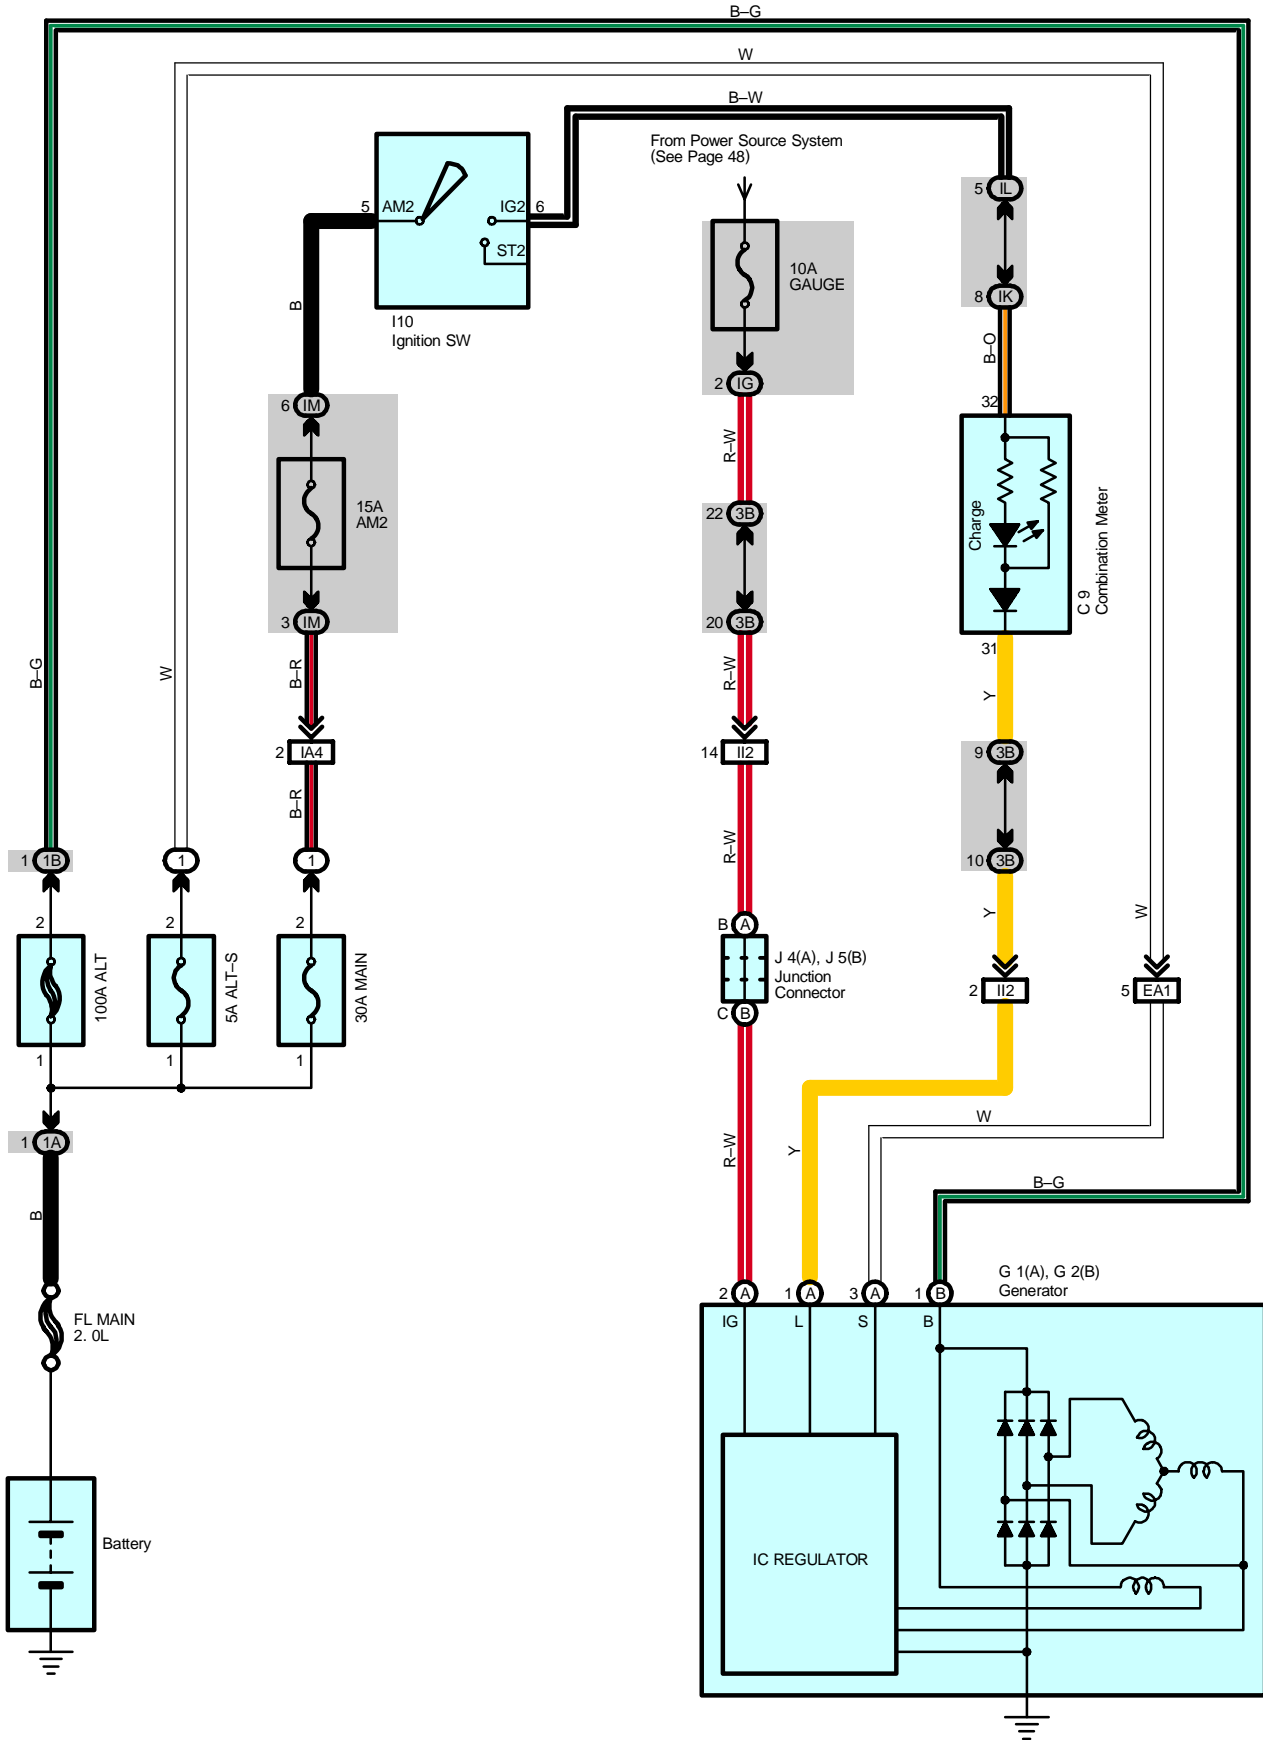 B–G
W
B–W
From Power Source System
(See Page 48)
5 IL
5 AM2
IG2 6
ST2
10A
GAUGE
8 IK
B
I10
Ignition SW
B–O
2 IG
32
6 IM
R–W
15A
AM2
22 3B
Charge
C 9
Combination Meter
3 IM
20 3B
31
B–G
W
B–R
R–W
Y
2 IA4
14 II2
9 3B
B–R
R–W
1 1B
1
1
10 3B
2
2
2
B A
Y
W
100A ALT
5A ALT–S
30A MAIN
J 4(A), J 5(B)
Junction
Connector
2 II2
5 EA1
C B
1
1
1
W
1 1A
R–W
Y
B–G
B
G 1(A), G 2(B)
Generator
2 A
1 A
3 A
1 B
FL MAIN
2. 0L
IG
L
S
B
Battery
IC REGULATOR